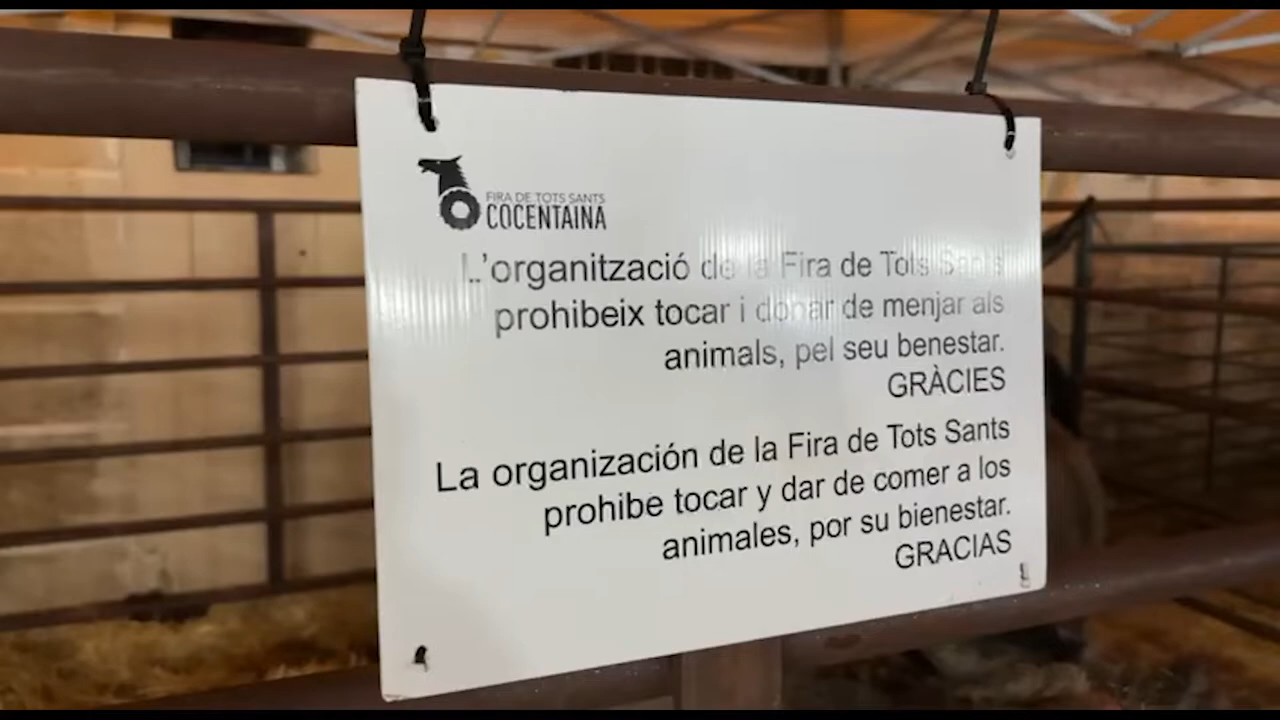 FIRA DE TOTS SANTS
COCENTAINA
L'organització de la Fira de Tots Sants
prohibeix tocar i donar de menjar als
animals, pel seu benestar.
GRÀCIES
La organización de la Fira de Tots Sants
prohibe tocar y dar de comer a los
animales, por su bienestar.
GRACIAS